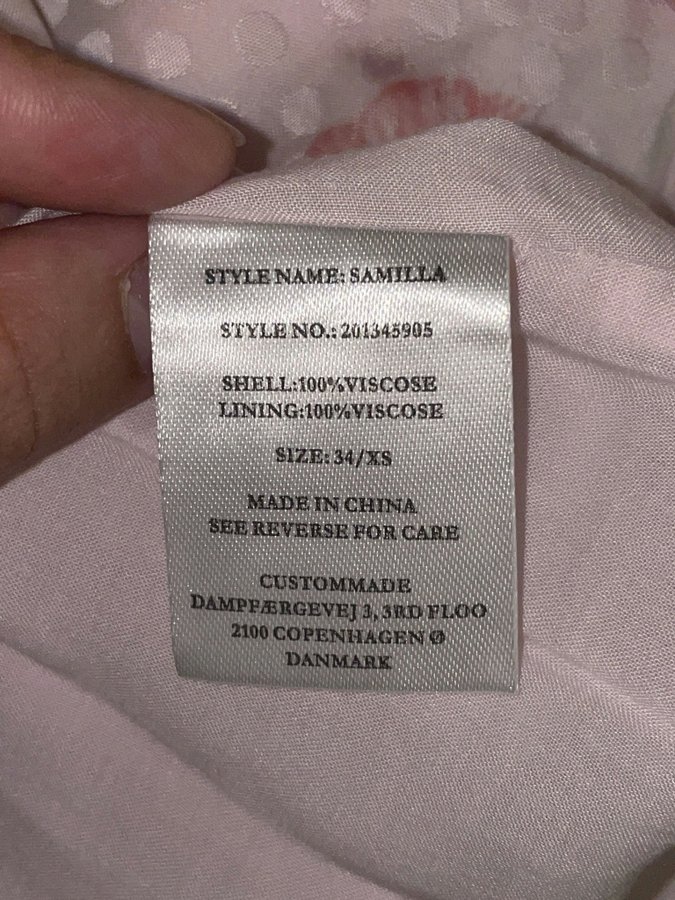 STYLE NAME: SAMILLA
STYLE NO.: 201345905
SHELL:100%VISCOSE
LINING:100%VISCOSE
SIZE: 34/XS
MADE IN CHINA
SEE REVERSE FOR CARE
CUSTOMMADE
DAMPFÆRGEVEJ 3, 3RD FLOO
2100 COPENHAGEN Ø
DANMARK